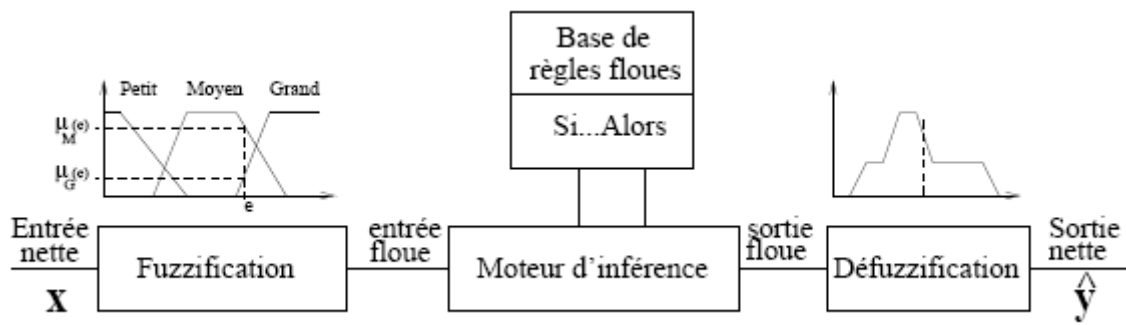 Base de
règles floues
Si...Alors
Petit Moyen Grand
μM(e)
μG(e)
e
Entrée
nette
x
Fuzzification
entrée
floue
Moteur d'inférence
sortie
floue
Défuzzification
Sortie
nette
ŷ